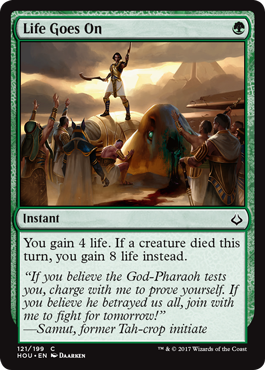 Life Goes On
Instant
You gain 4 life. If a creature died this
turn, you gain 8 life instead.
“If you believe the God-Pharaoh tests
you, charge with me to prove yourself. If
you believe he betrayed us all, join with
me to fight for tomorrow!”
—Samut, former Tah-crop initiate
121/199 C
HOU • EN DAARKEN
™ & © 2017 Wizards of the Coast